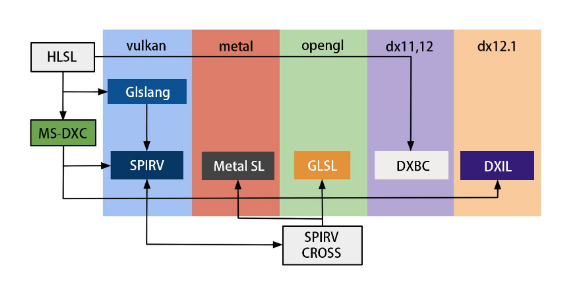 vulkan
metal
opengl
dx11,12
dx12.1
HLSL
Glslang
MS-DXC
SPIRV
Metal SL
GLSL
DXBC
DXIL
SPIRV
CROSS